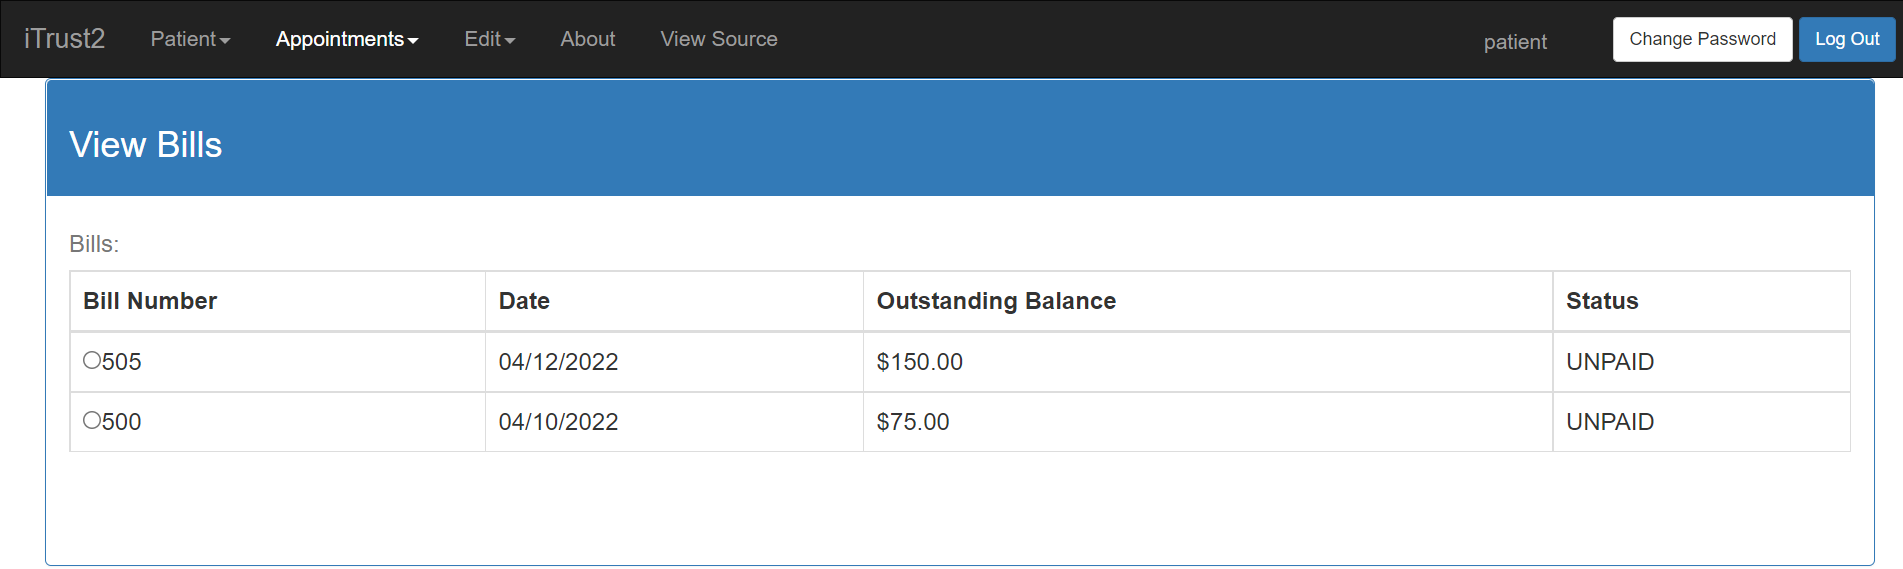 iTrust2 Patient Appointments Edit About View Source patient Change Password Log Out
View Bills
Bills:
Bill Number Date Outstanding Balance Status
505 04/12/2022 $150.00 UNPAID
500 04/10/2022 $75.00 UNPAID